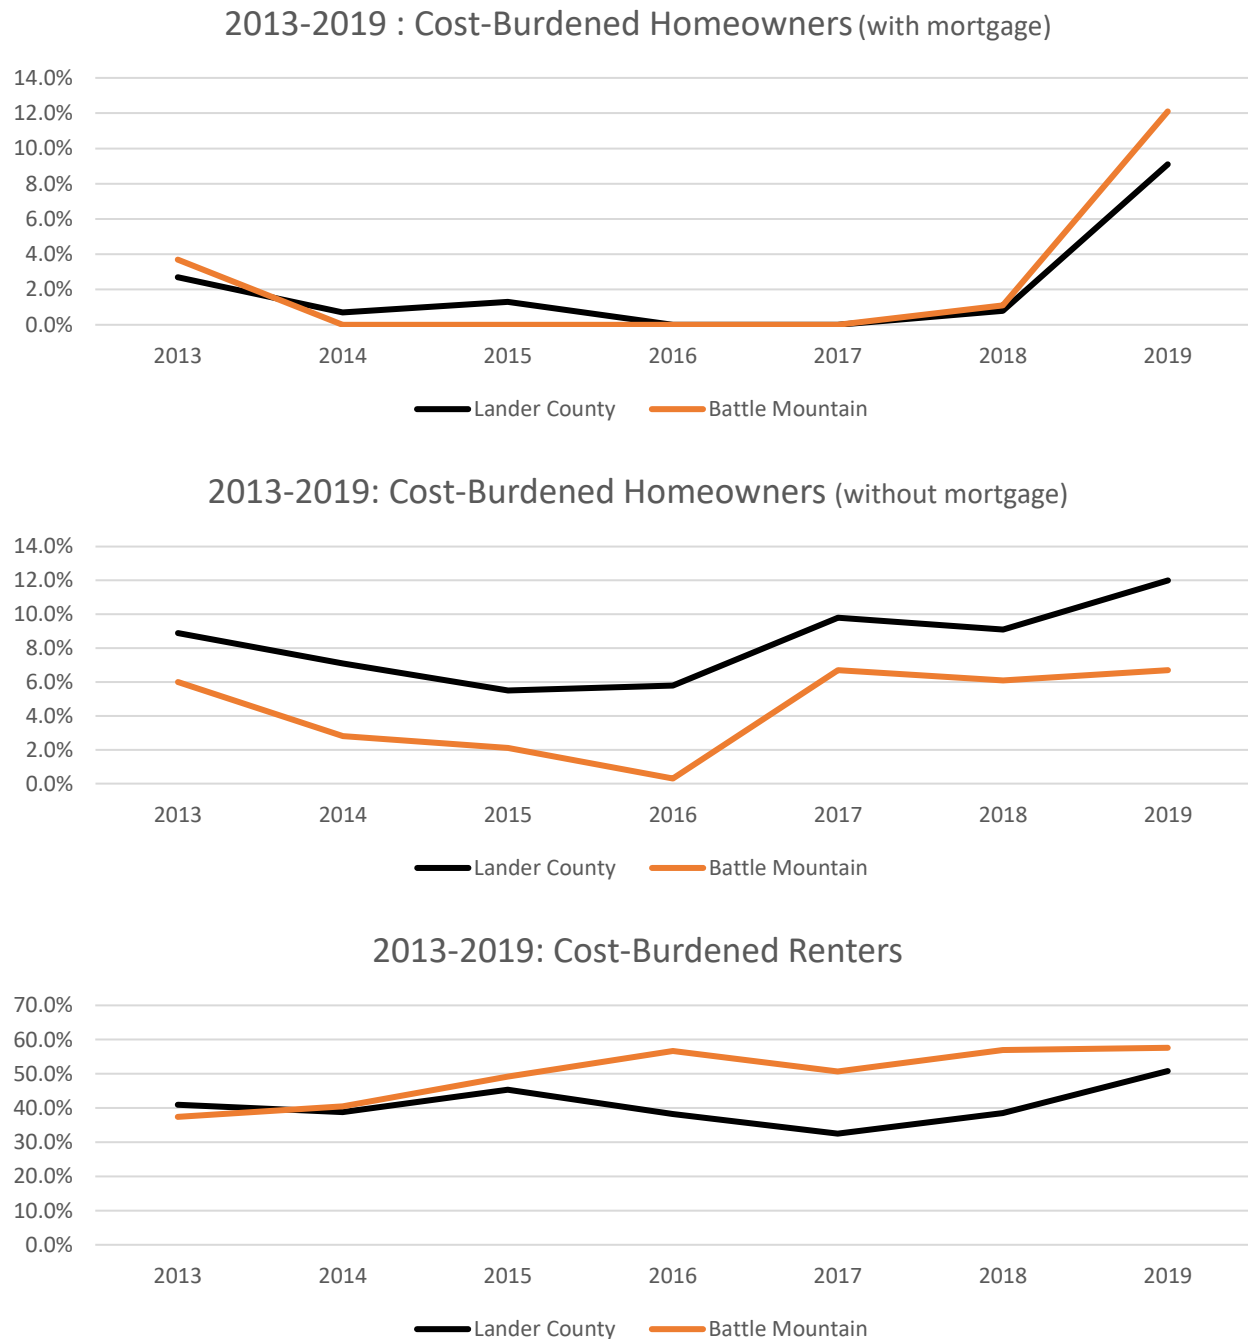 2013-2019 : Cost-Burdened Homeowners (with mortgage)
14.0%
12.0%
10.0%
8.0%
6.0%
4.0%
2.0%
0.0%
2013 2014 2015 2016 2017 2018 2019
Lander County Battle Mountain
2013-2019: Cost-Burdened Homeowners (without mortgage)
14.0%
12.0%
10.0%
8.0%
6.0%
4.0%
2.0%
0.0%
2013 2014 2015 2016 2017 2018 2019
Lander County Battle Mountain
2013-2019: Cost-Burdened Renters
70.0%
60.0%
50.0%
40.0%
30.0%
20.0%
10.0%
0.0%
2013 2014 2015 2016 2017 2018 2019
Lander County Battle Mountain